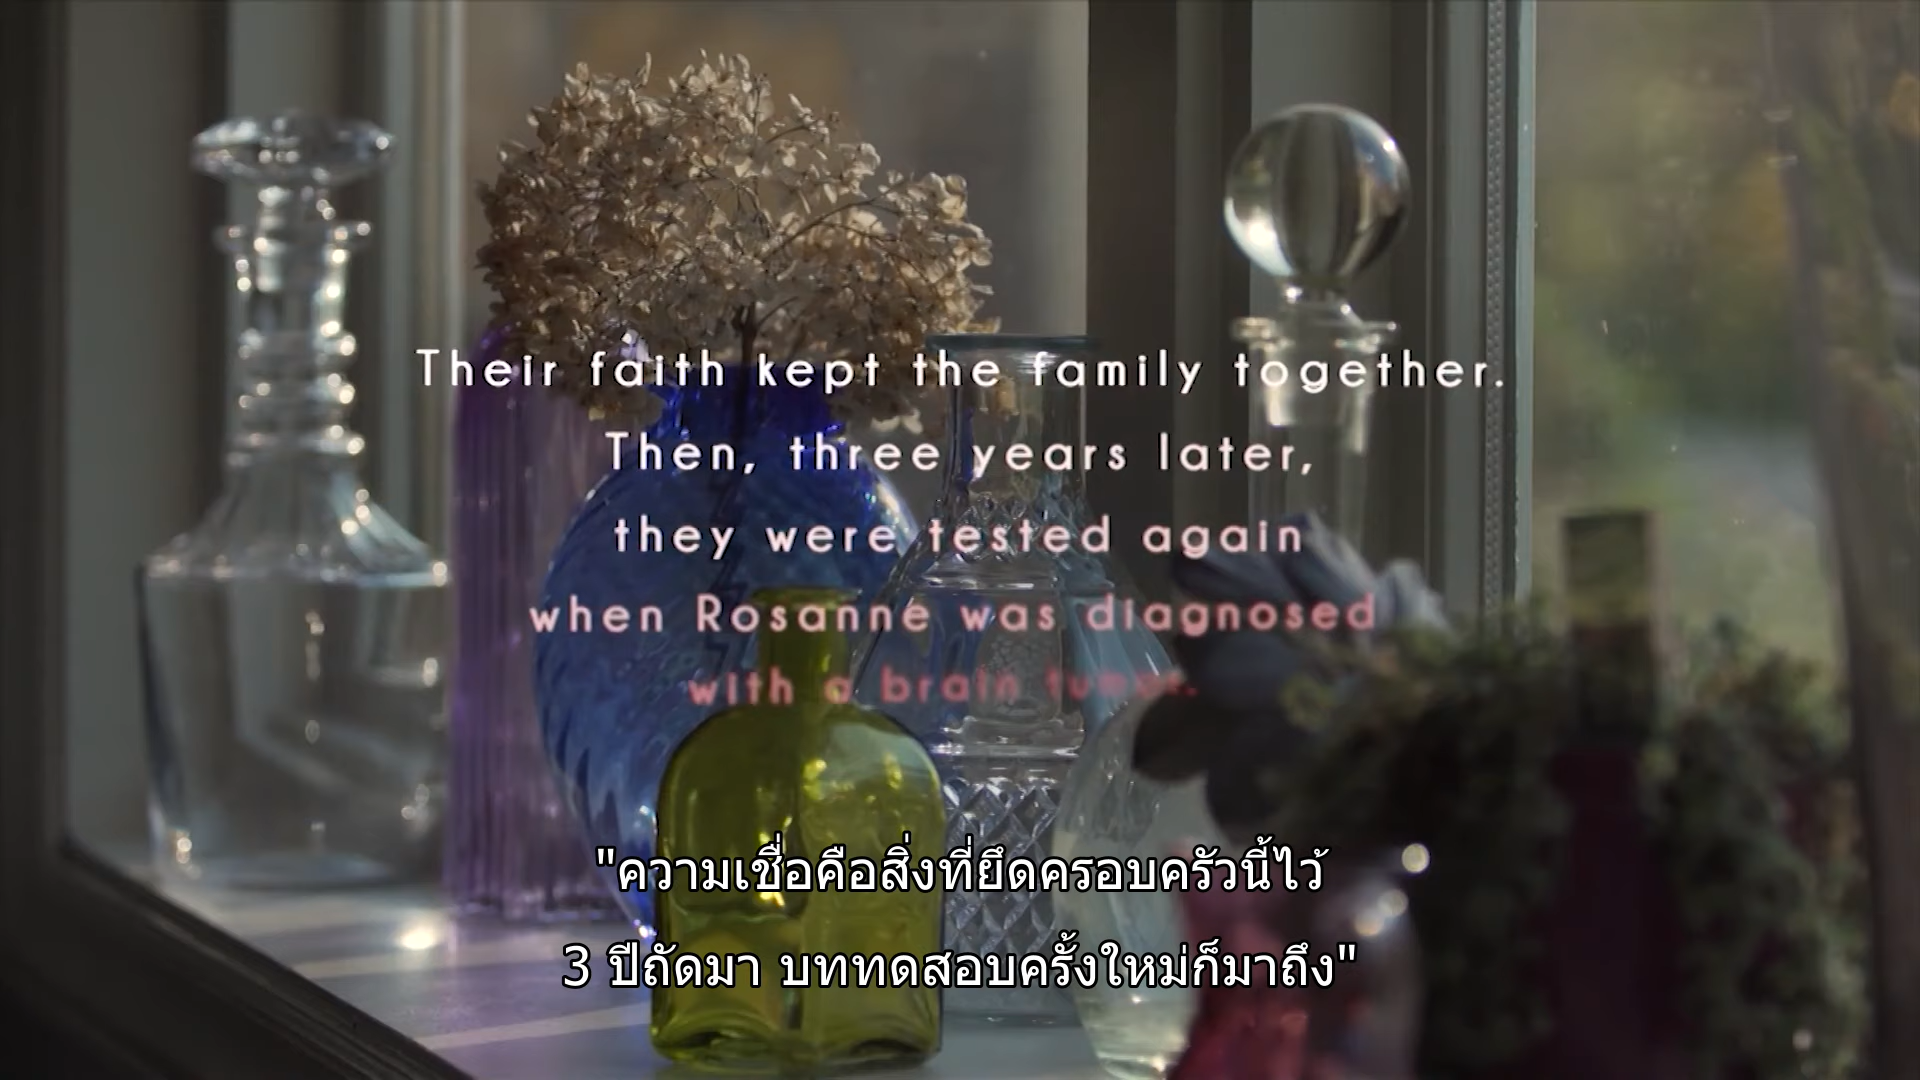 Their faith kept the family together.
Then, three years later,
they were tested again
when Rosanne was diagnosed
with a brain tumor.
"ความเชื่อคือสิ่งที่ยึดครอบครัวนี้ไว้
3 ปีถัดมา บททดสอบครั้งใหม่ก็มาถึง"